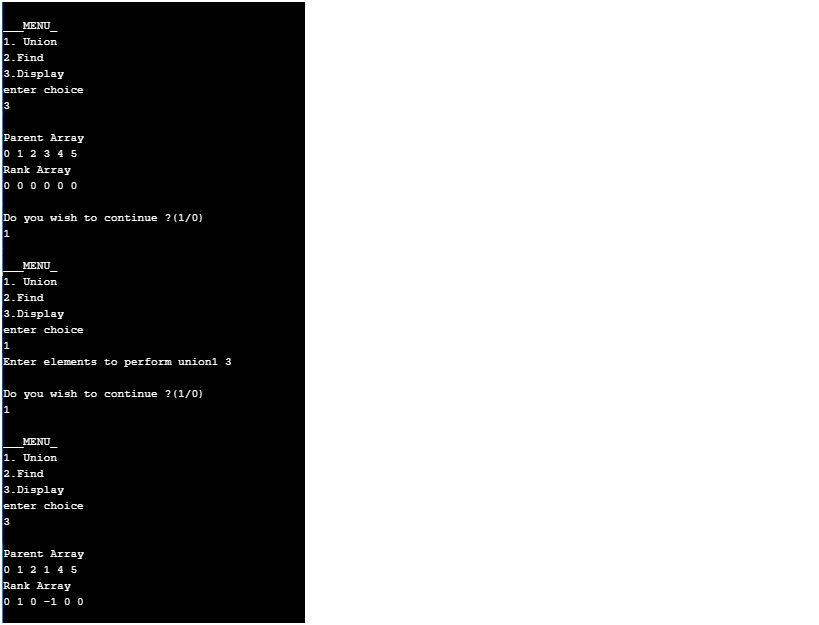 ___MENU_
1. Union
2.Find
3.Display
enter choice
3
Parent Array
0 1 2 3 4 5
Rank Array
0 0 0 0 0 0
Do you wish to continue ?(1/0)
1
___MENU_
1. Union
2.Find
3.Display
enter choice
1
Enter elements to perform union1 3
Do you wish to continue ?(1/0)
1
___MENU_
1. Union
2.Find
3.Display
enter choice
3
Parent Array
0 1 2 1 4 5
Rank Array
0 1 0 -1 0 0